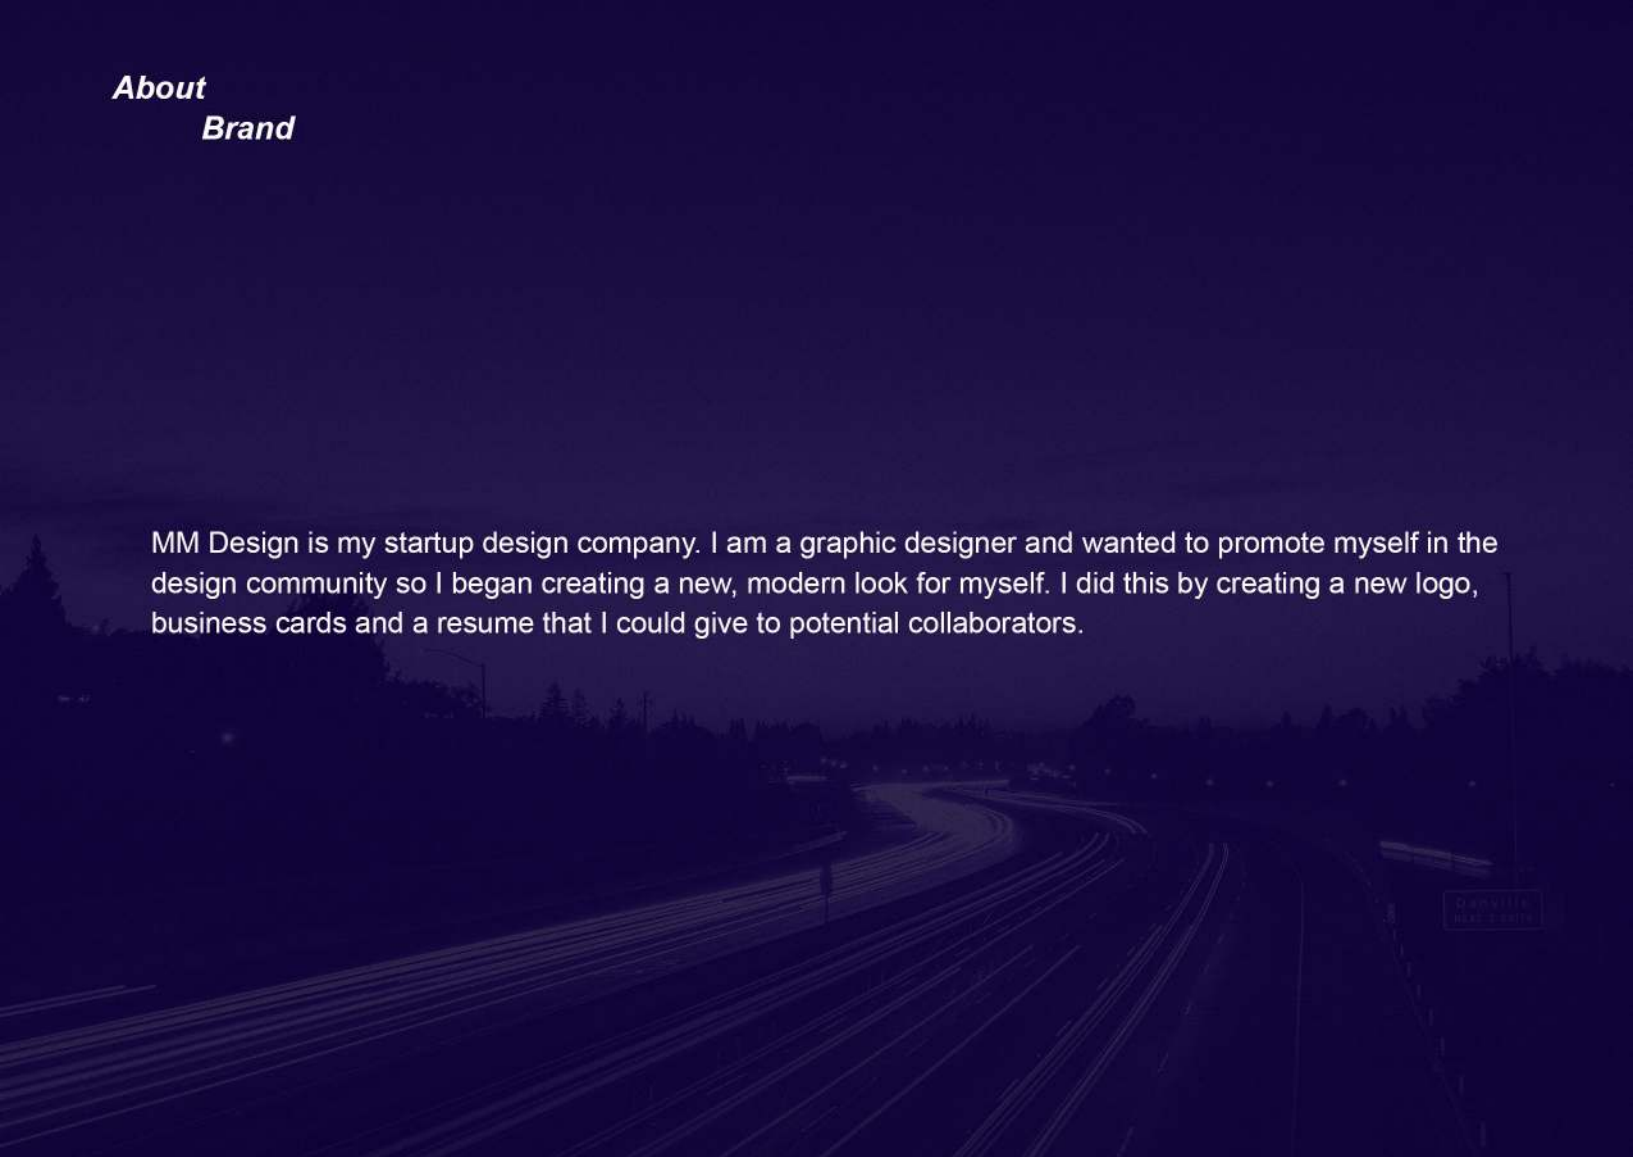 About
Brand
MM Design is my startup design company. I am a graphic designer and wanted to promote myself in the
design community so I began creating a new, modern look for myself. I did this by creating a new logo,
business cards and a resume that I could give to potential collaborators.
Danville